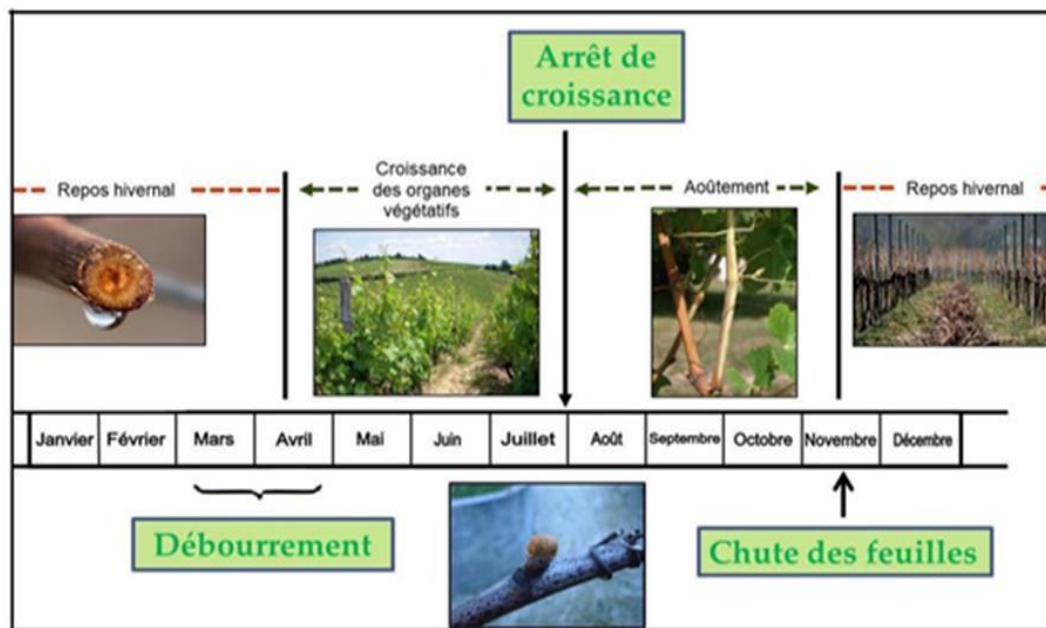 Arrêt de
croissance
Repos hivernal
Croissance
des organes
végétatifs
Aoûtement
Repos hivernal
Janvier Février Mars Avril Mai Juin Juillet Août Septembre Octobre Novembre Décembre
Débourrement
Chute des feuilles